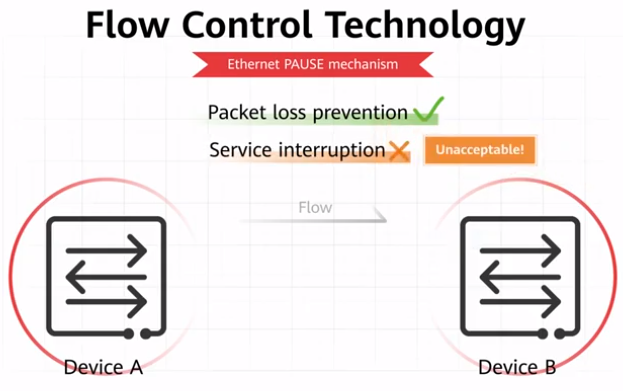 Flow Control Technology
Ethernet PAUSE mechanism
Packet loss prevention
Service interruption Unacceptable!
Flow
Device A Device B